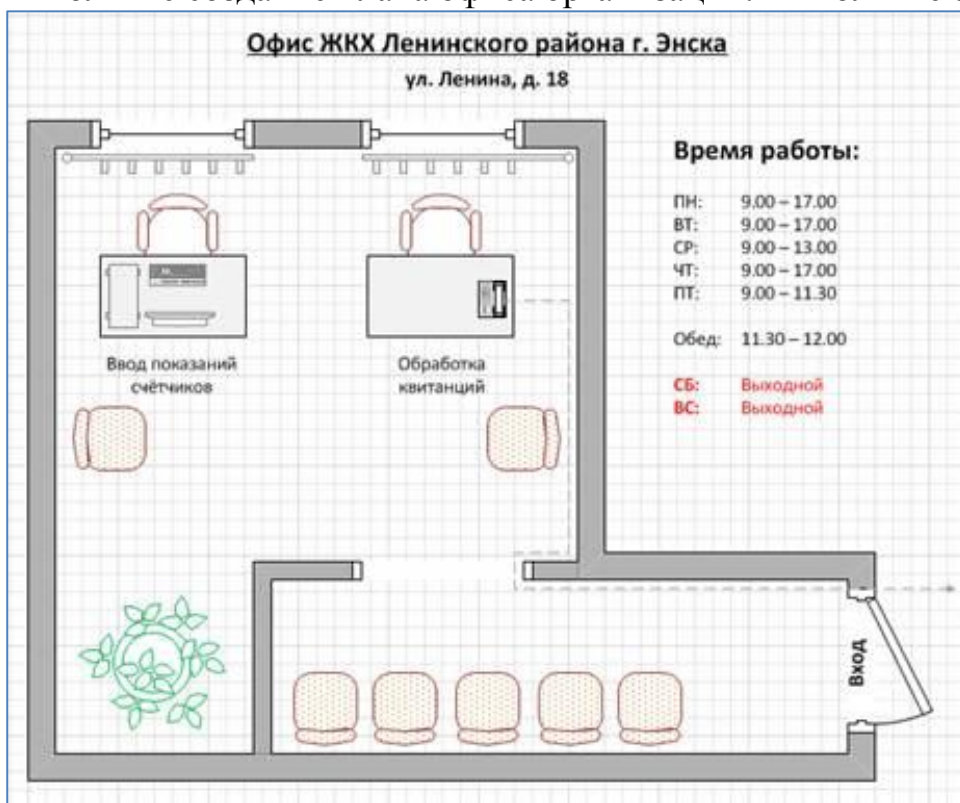 Офис ЖКХ Ленинского района г. Энска
ул. Ленина, д. 18
Время работы:
ПН: 9.00 – 17.00
ВТ: 9.00 – 17.00
СР: 9.00 – 13.00
ЧТ: 9.00 – 17.00
ПТ: 9.00 – 11.30
Обед: 11.30 – 12.00
СБ: Выходной
ВС: Выходной
Ввод показаний
счётчиков
Обработка
квитанций
Вход